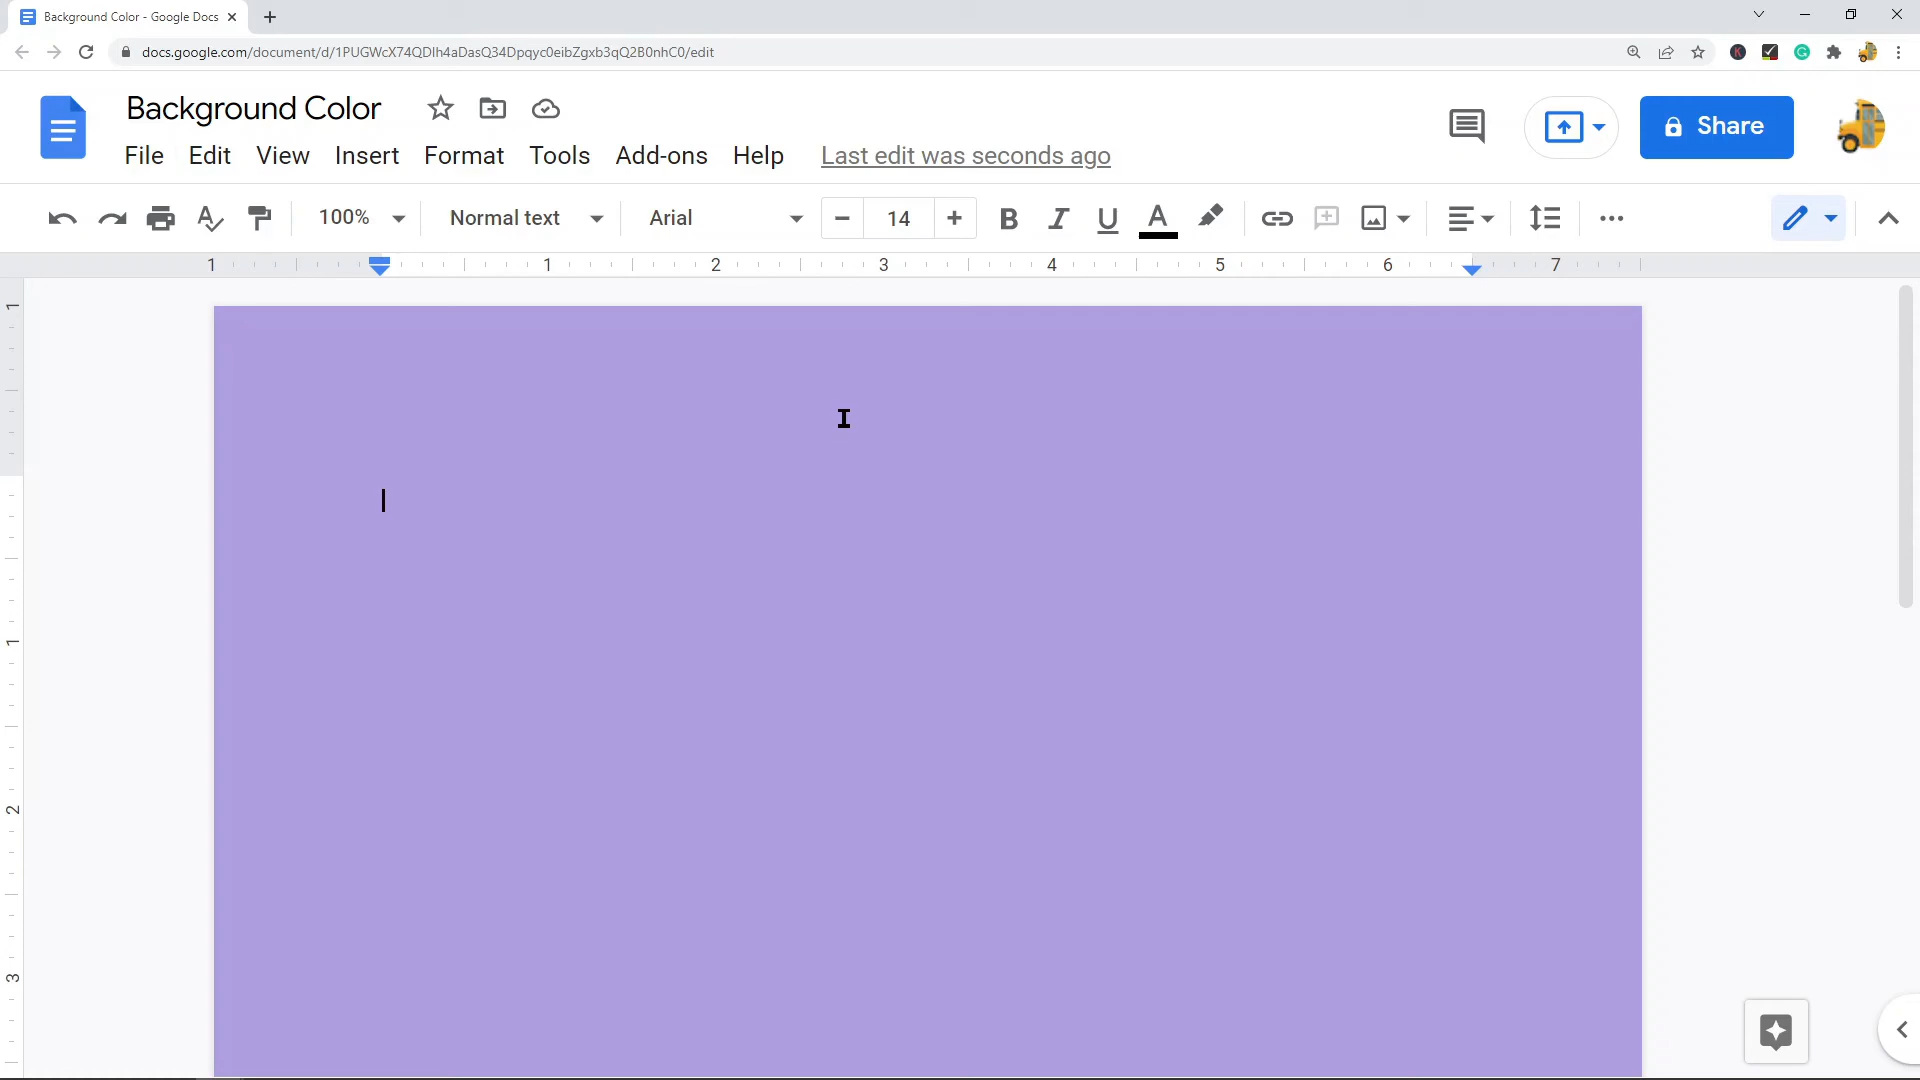 Background Color - Google Docs
docs.google.com/document/d/1PUGWcX74QDIh4aDasQ34Dpqyc0eibZgxb3qQ2B0nhC0/edit
Background Color
Share
File Edit View Insert Format Tools Add-ons Help Last edit was seconds ago
100% Normal text Arial 14 B I U A
1 1 2 3 4 5 6 7
1
1
2
3